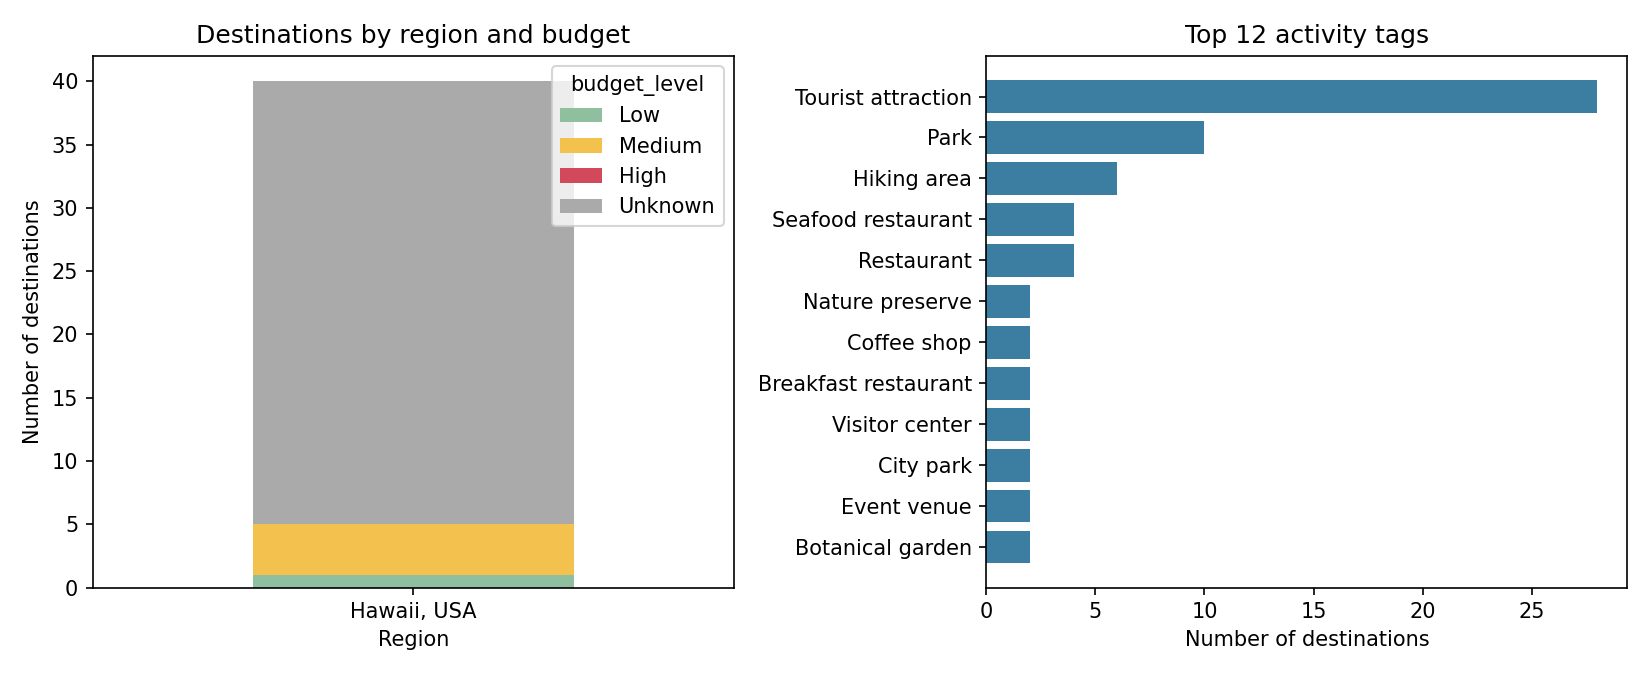 Destinations by region and budget
Number of destinations
40
35
30
25
20
15
10
5
0
budget_level
Low
Medium
High
Unknown
Hawaii, USA
Region
Top 12 activity tags
Tourist attraction
Park
Hiking area
Seafood restaurant
Restaurant
Nature preserve
Coffee shop
Breakfast restaurant
Visitor center
City park
Event venue
Botanical garden
0 5 10 15 20 25
Number of destinations